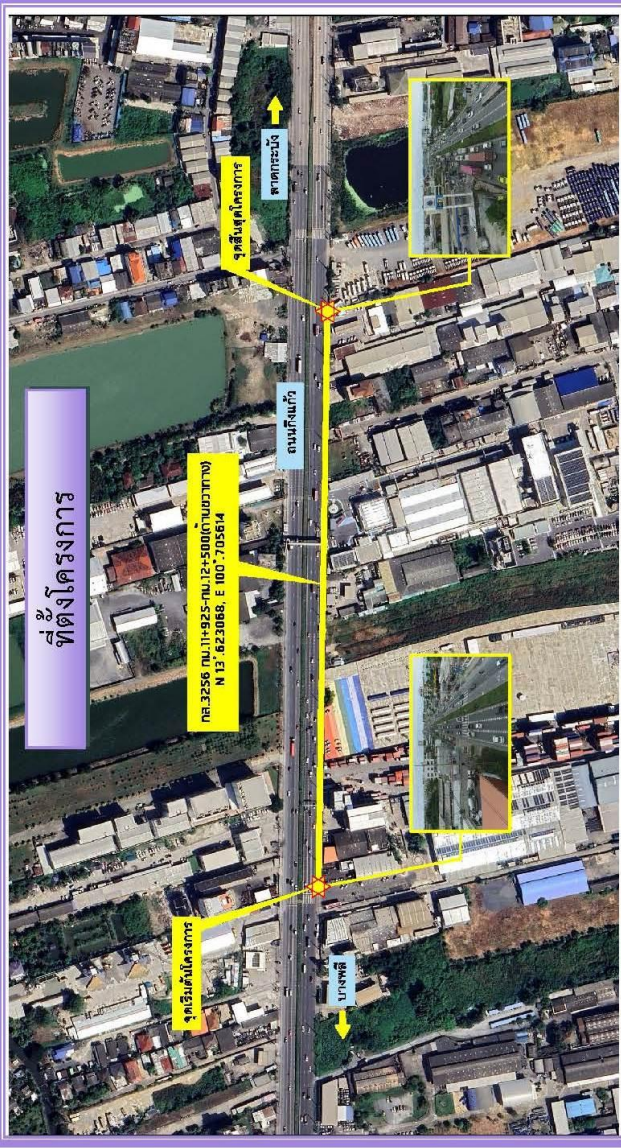 ที่ตั้งโครงการ
จุดเริ่มต้นโครงการ
ทล.3256 กม.11+925-กม.12+500(ด้านขวาทาง)
N 13°.623068, E 100°.705614
จุดสิ้นสุดโครงการ
ถนนกิ่งแก้ว
ลาดกระบัง
บางพลี